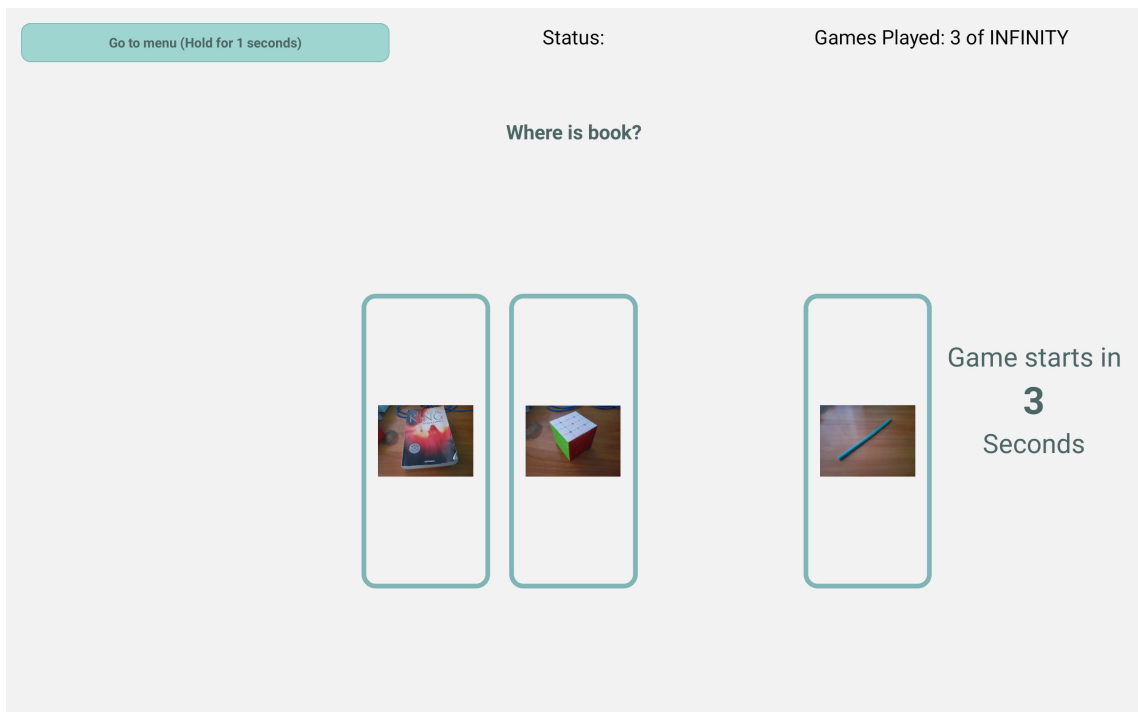 Go to menu (Hold for 1 seconds)
Status:
Games Played: 3 of INFINITY
Where is book?
Game starts in
3
Seconds